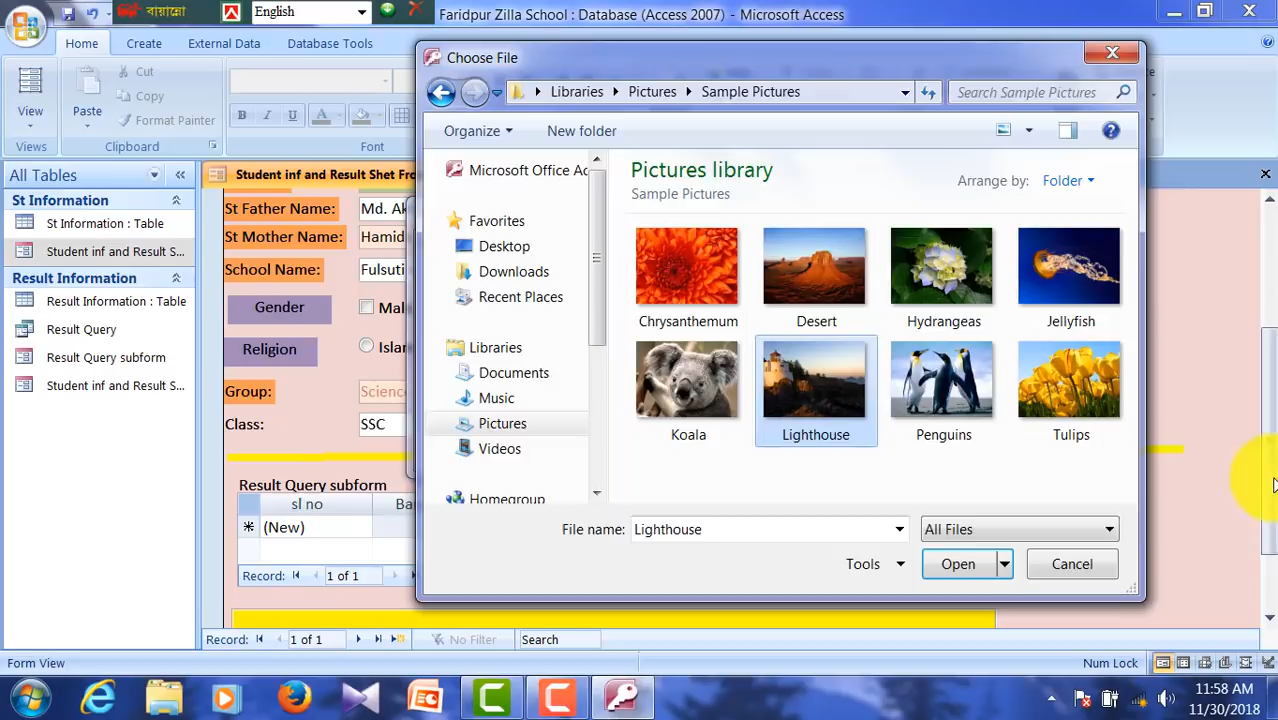 বায়ান্নো English Faridpur Zilla School : Database (Access 2007) - Microsoft Access
Home Create External Data Database Tools
View
Views
Paste
Cut
Copy
Format Painter
Clipboard
B I U A
Font
All Tables
St Information
St Information : Table
Student inf and Result S...
Result Information
Result Information : Table
Result Query
Result Query subform
Student inf and Result S...
Student inf and Result Shet Fro
St Father Name: Md. Ak
St Mother Name: Hamid
School Name: Fulsuti
Gender Mal
Religion Islar
Group: Science
Class: SSC
Result Query subform
sl no Ba
(New)
Record: 1 of 1
Record: 1 of 1 No Filter Search
Choose File
Libraries Pictures Sample Pictures Search Sample Pictures
Organize New folder
Microsoft Office Ac
Favorites
Desktop
Downloads
Recent Places
Libraries
Documents
Music
Pictures
Videos
Homegroup
Pictures library
Sample Pictures
Arrange by: Folder
Chrysanthemum Desert Hydrangeas Jellyfish
Koala Lighthouse Penguins Tulips
File name: Lighthouse All Files
Tools Open Cancel
Form View Num Lock
11:58 AM
11/30/2018